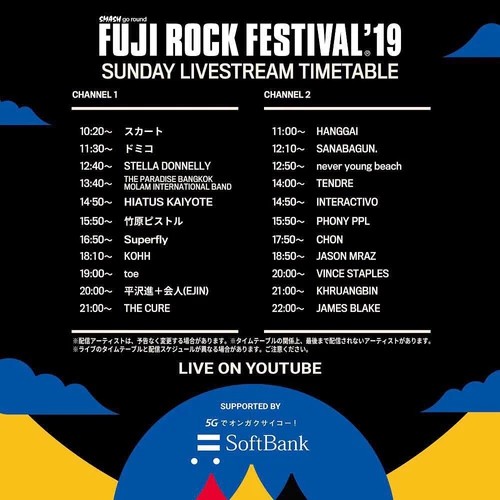 SMASH go round
FUJI ROCK FESTIVAL'19
SUNDAY LIVESTREAM TIMETABLE
CHANNEL 1
10:20～ スカート
11:30～ ドミコ
12:40～ STELLA DONNELLY
13:40～ THE PARADISE BANGKOK
MOLAM INTERNATIONAL BAND
14:50～ HIATUS KAIYOTE
15:50～ 竹原ピストル
16:50～ Superfly
18:10～ KOHH
19:00～ toe
20:00～ 平沢進＋会人(EJIN)
21:00～ THE CURE
CHANNEL 2
11:00～ HANGGAI
12:10～ SANABAGUN.
12:50～ never young beach
14:00～ TENDRE
14:50～ INTERACTIVO
15:50～ PHONY PPL
17:50～ CHON
18:50～ JASON MRAZ
20:00～ VINCE STAPLES
21:00～ KHRUANGBIN
22:00～ JAMES BLAKE
※配信アーティストは、予告なく変更する場合があります。※タイムテーブルの関係上、最後まで配信されないアーティストがあります。
※ライブのタイムテーブルと配信スケジュールが異なる場合があります。ご注意ください。
LIVE ON YOUTUBE
SUPPORTED BY
5Gでオンガクサイコー！
SoftBank